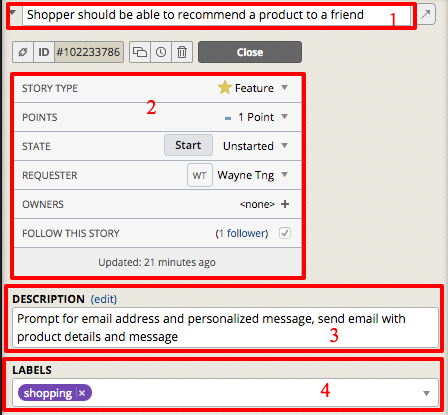 Shopper should be able to recommend a product to a friend 1
ID #102233786 Close
STORY TYPE Feature
2
POINTS 1 Point
STATE Start Unstarted
REQUESTER WT Wayne Tng
OWNERS <none> +
FOLLOW THIS STORY (1 follower)
Updated: 21 minutes ago
DESCRIPTION (edit)
Prompt for email address and personalized message, send email with
product details and message
3
LABELS
shopping ×
4